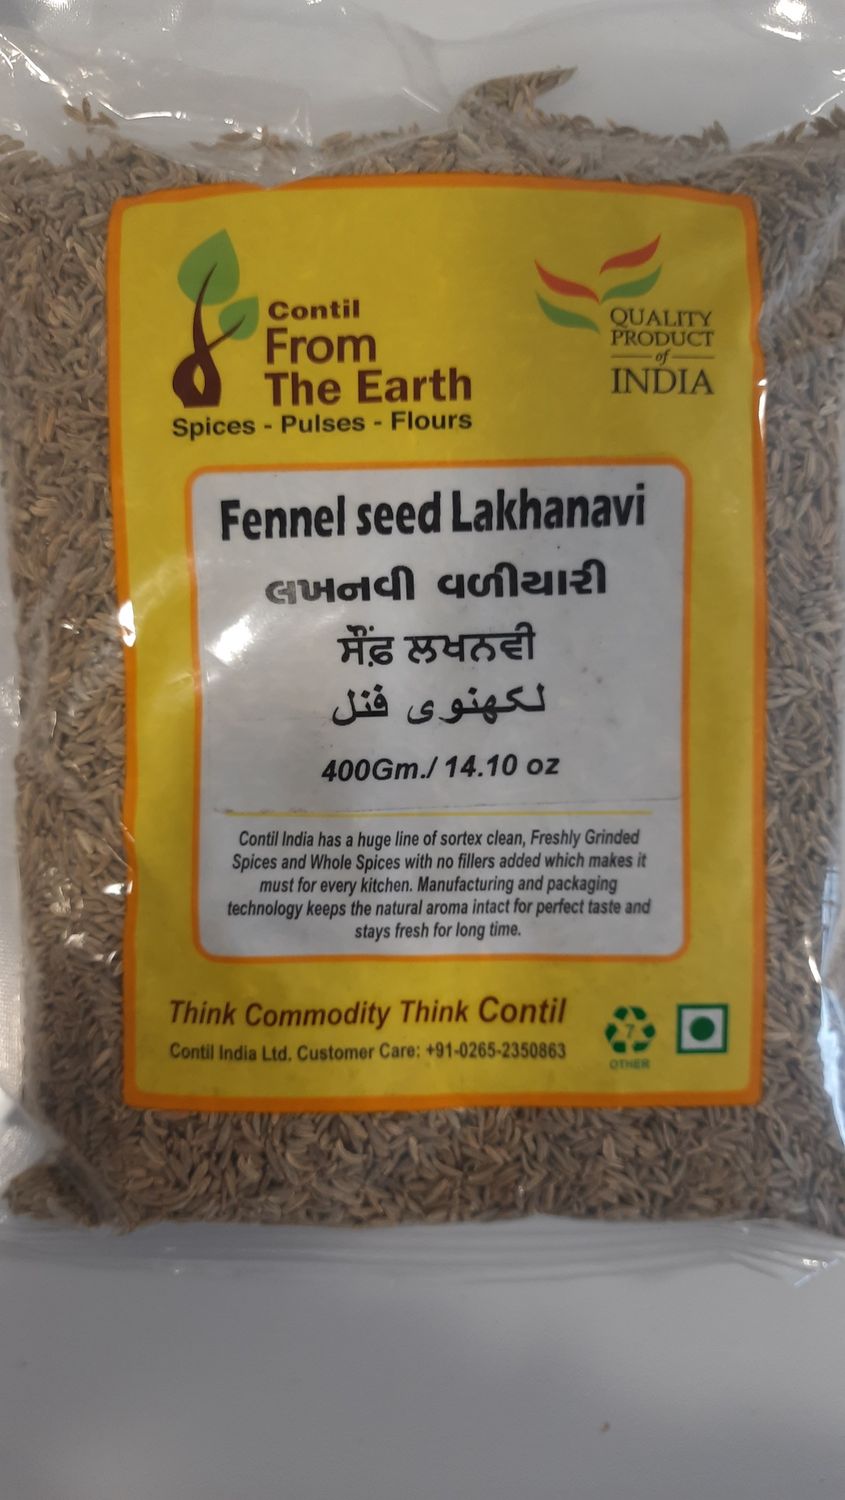 Contil
From
The Earth
Spices - Pulses - Flours
QUALITY
PRODUCT
of
INDIA
Fennel seed Lakhanavi
લખનવી વળીયારી
ਸੌਂਫ਼ ਲਖਨਵੀ
لکھنوی فنل
400Gm./ 14.10 oz
Contil India has a huge line of sortex clean, Freshly Grinded
Spices and Whole Spices with no fillers added which makes it
must for every kitchen. Manufacturing and packaging
technology keeps the natural aroma intact for perfect taste and
stays fresh for long time.
Think Commodity Think Contil
Contil India Ltd. Customer Care: +91-0265-2350863
7
OTHER